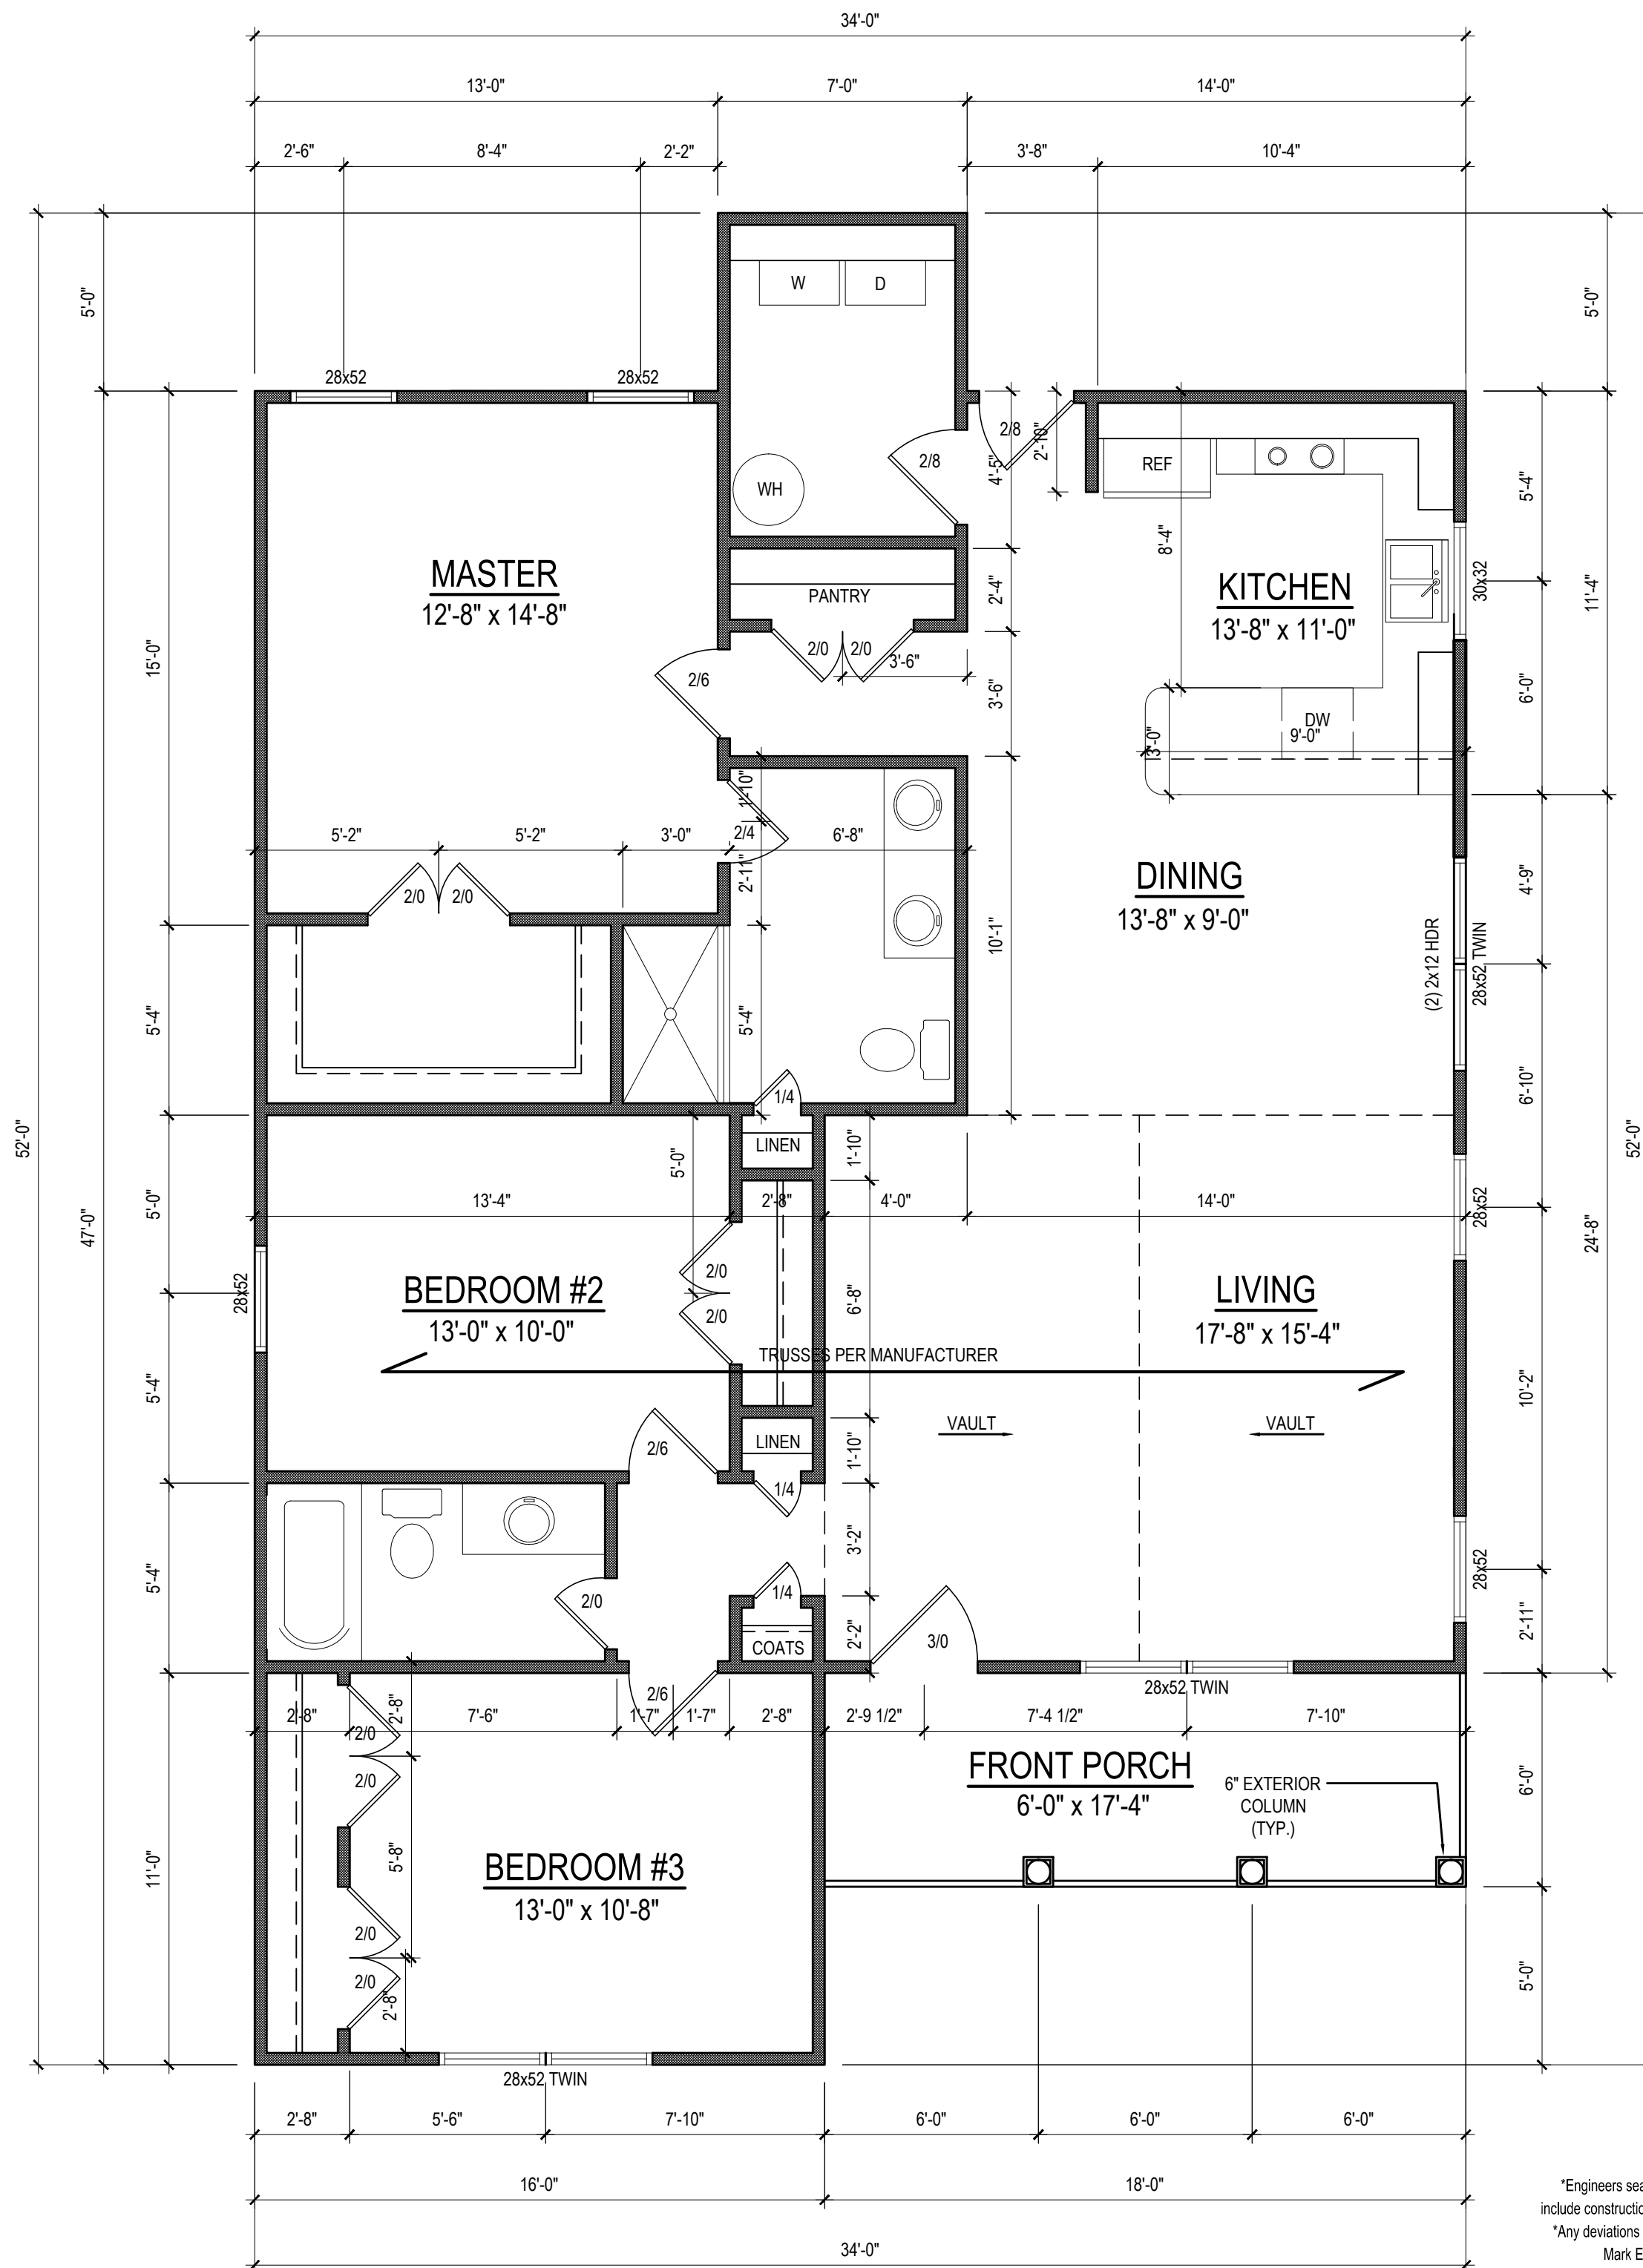 34'-0"
13'-0" 7'-0" 14'-0"
2'-6" 8'-4" 2'-2" 3'-8" 10'-4"
5'-0" W D 5'-0"
28x52 28x52
2/8 2'-10"
2/8 4'-5" REF
WH 5'-4"
8'-4"
MASTER
12'-8" x 14'-8"
PANTRY 2'-4"
KITCHEN
13'-8" x 11'-0"
30x32 11'-4"
15'-0" 2/0 2/0 3'-6"
2/6 3'-6" 6'-0"
DW
3'-0" 9'-0"
1'-10"
5'-2" 5'-2" 3'-0" 2/4 6'-8"
2'-11"
2/0 2/0
DINING
13'-8" x 9'-0"
4'-9"
10'-1" (2) 2x12 HDR 28x52 TWIN
5'-4" 5'-4"
1/4 6'-10"
52'-0" LINEN 1'-10" 52'-0"
5'-0"
47'-0" 5'-0" 13'-4" 2'-8" 4'-0" 14'-0" 28x52 24'-8"
28x52 2/0 6'-8"
BEDROOM #2
13'-0" x 10'-0"
2/0
LIVING
17'-8" x 15'-4"
TRUSSES PER MANUFACTURER
5'-4" 10'-2"
VAULT VAULT
2/6 LINEN 1'-10"
1/4
3'-2"
5'-4" 28x52
2/0 1/4
COATS 2'-2" 3/0 2'-11"
28x52 TWIN
2/6
2'-8" 2'-8" 7'-6" 1'-7" 1'-7" 2'-8" 2'-9 1/2" 7'-4 1/2" 7'-10"
2/0
2/0
FRONT PORCH
6'-0" x 17'-4"
6" EXTERIOR
COLUMN
(TYP.)
6'-0"
11'-0" 5'-8"
BEDROOM #3
13'-0" x 10'-8"
2/0
2/0
2'-8" 5'-0"
28x52 TWIN
2'-8" 5'-6" 7'-10" 6'-0" 6'-0" 6'-0"
16'-0" 18'-0"
34'-0"
*Engineers
include
*Any deviations
Mark